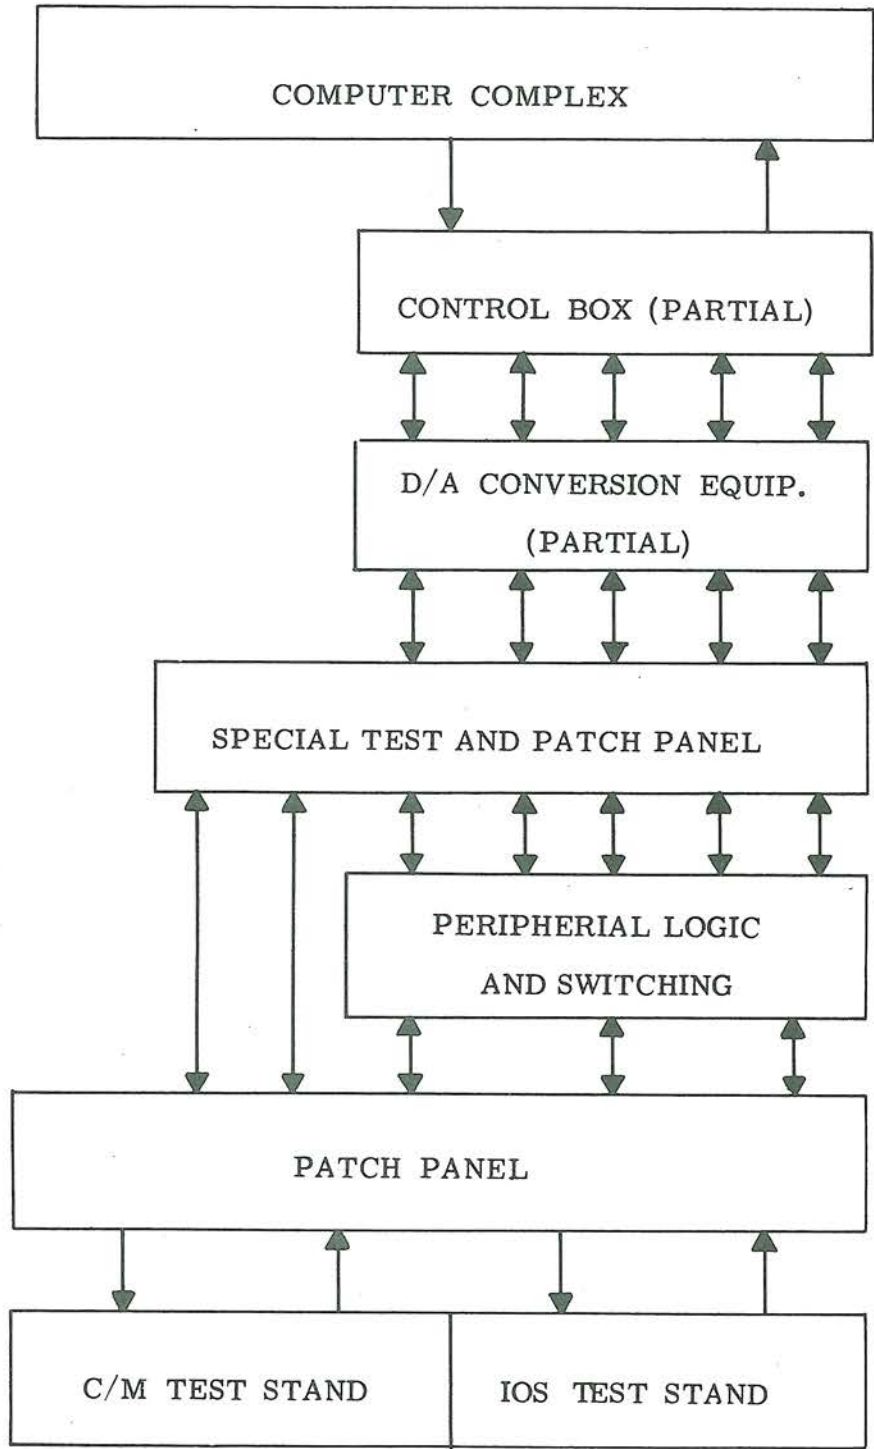 COMPUTER COMPLEX
CONTROL BOX (PARTIAL)
D/A CONVERSION EQUIP.
(PARTIAL)
SPECIAL TEST AND PATCH PANEL
PERIPHERIAL LOGIC
AND SWITCHING
PATCH PANEL
C/M TEST STAND
IOS TEST STAND